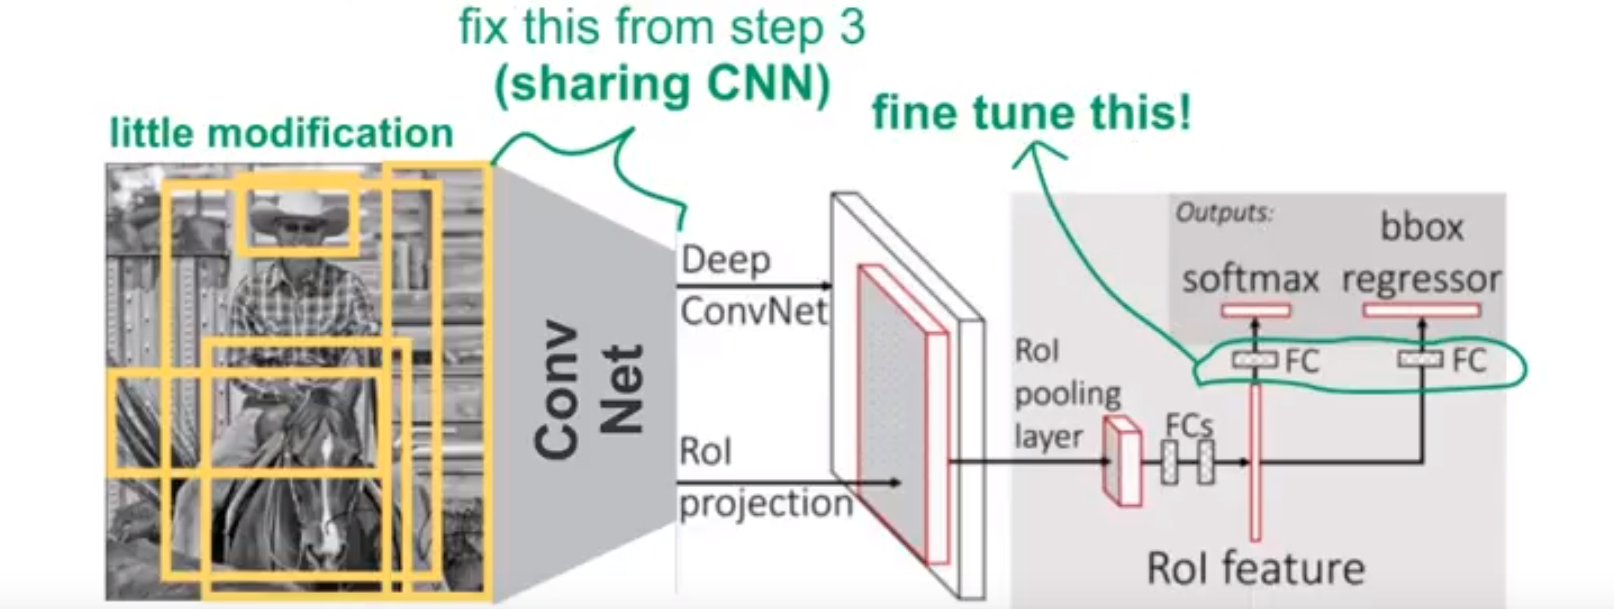 fix this from step 3
(sharing CNN)
little modification
fine tune this!
Conv
Net
Deep
ConvNet
RoI
projection
RoI
pooling
layer
FCs
Outputs:
softmax
bbox
regressor
FC
FC
RoI feature